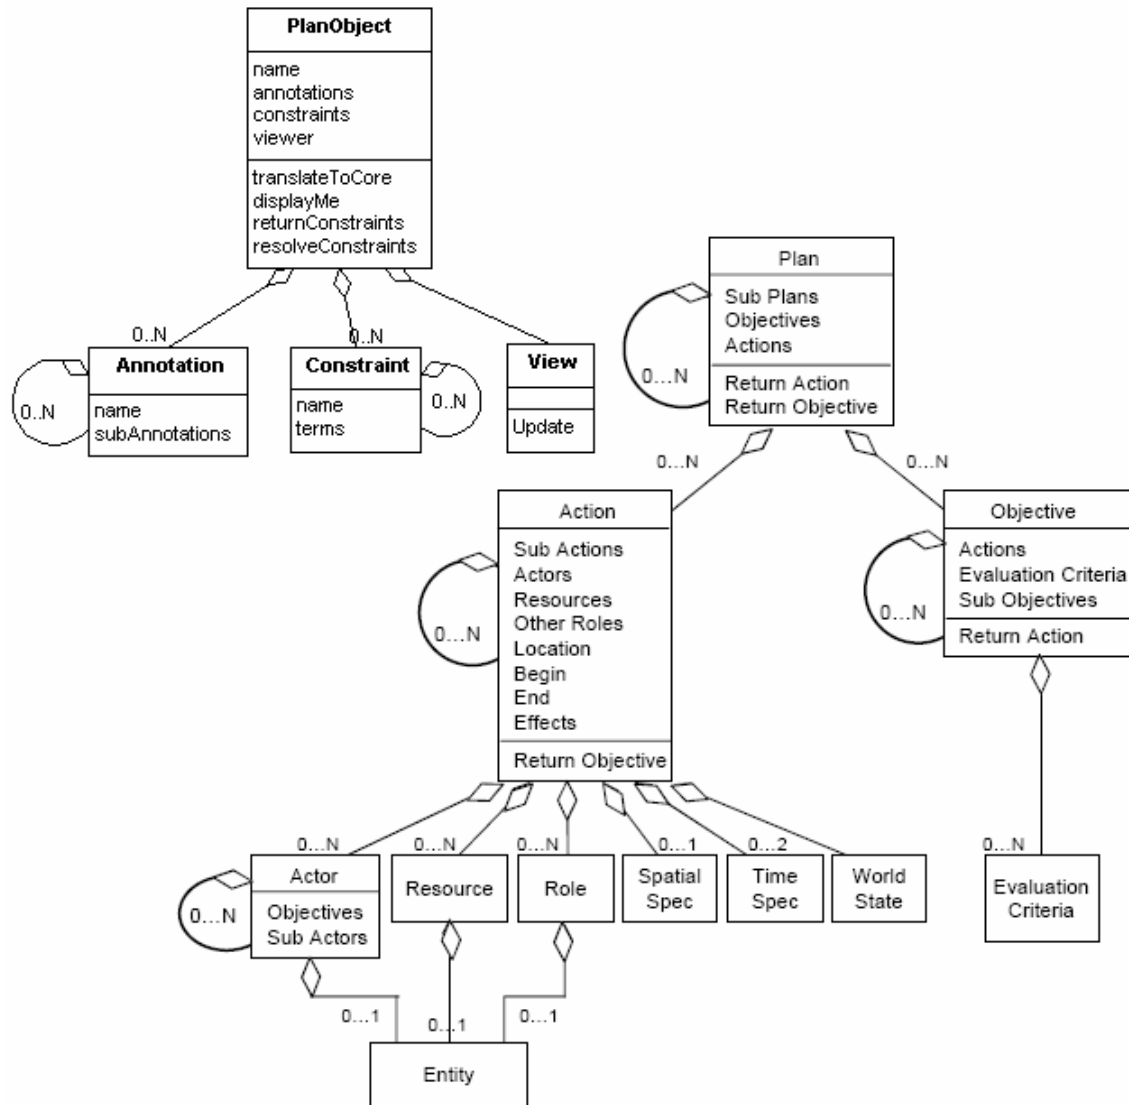 PlanObject
name
annotations
constraints
viewer
translateToCore
displayMe
returnConstraints
resolveConstraints
0..N
0..N
Annotation
name
subAnnotations
0..N
Constraint
name
terms
0..N
View
Update
Plan
Sub Plans
Objectives
Actions
Return Action
Return Objective
0...N
0...N
0...N
Action
Sub Actions
Actors
Resources
Other Roles
Location
Begin
End
Effects
Return Objective
0...N
Objective
Actions
Evaluation Criteria
Sub Objectives
Return Action
0...N
0...N
0...N
0...N
0...1
0...2
0...N
Actor
Objectives
Sub Actors
0...N
Resource
Role
Spatial
Spec
Time
Spec
World
State
Evaluation
Criteria
0...1
0...1
0...1
Entity